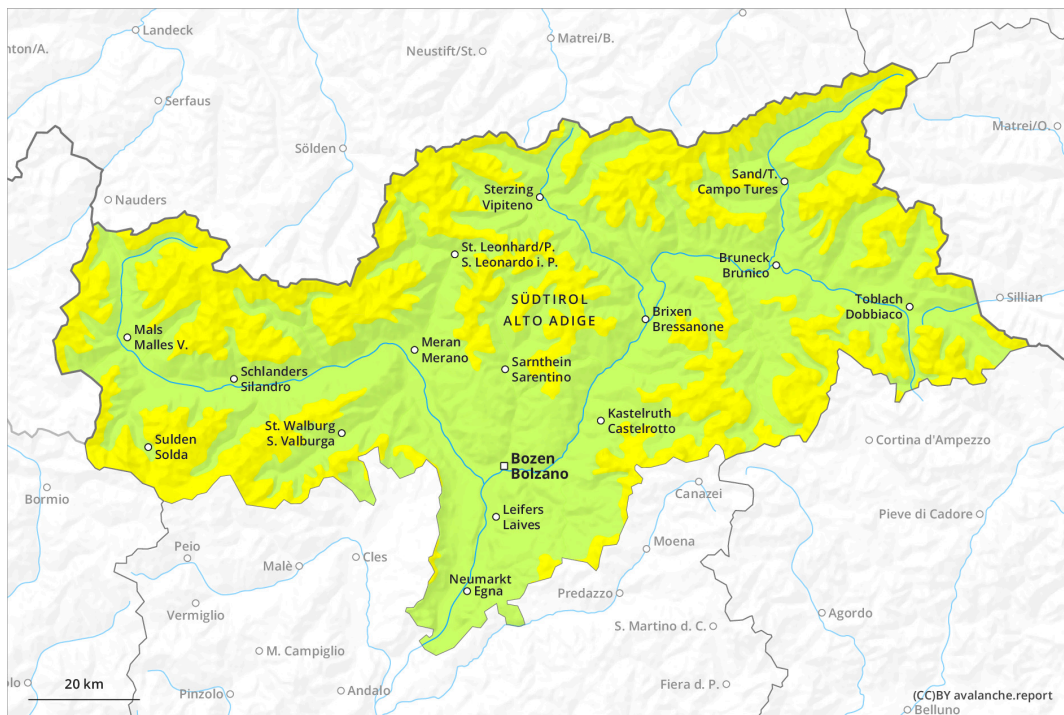 Landeck
nton/A.
Neustift/St.
Matrei/B.
Serfaus
Matrei/O.
Sölden
Nauders
Sterzing
Vipiteno
Sand/T.
Campo Tures
St. Leonhard/P.
S. Leonardo i. P.
Bruneck
Brunico
SÜDTIROL
ALTO ADIGE
Toblach
Dobbiaco
Sillian
Brixen
Bressanone
Mals
Malles V.
Meran
Merano
Sarnthein
Sarentino
Schlanders
Silandro
Kastelruth
Castelrotto
St. Walburg
S. Valburga
Sulden
Solda
Cortina d'Ampezzo
Bozen
Bolzano
Bormio
Canazei
Leifers
Laives
Pieve di Cadore
Moena
Peio
Cles
Malè
Neumarkt
Egna
Predazzo
Vermiglio
Agordo
S. Martino d. C.
M. Campiglio
olo
20 km
Pinzolo
Andalo
Fiera d. P.
(CC)BY avalanche.report
Belluno